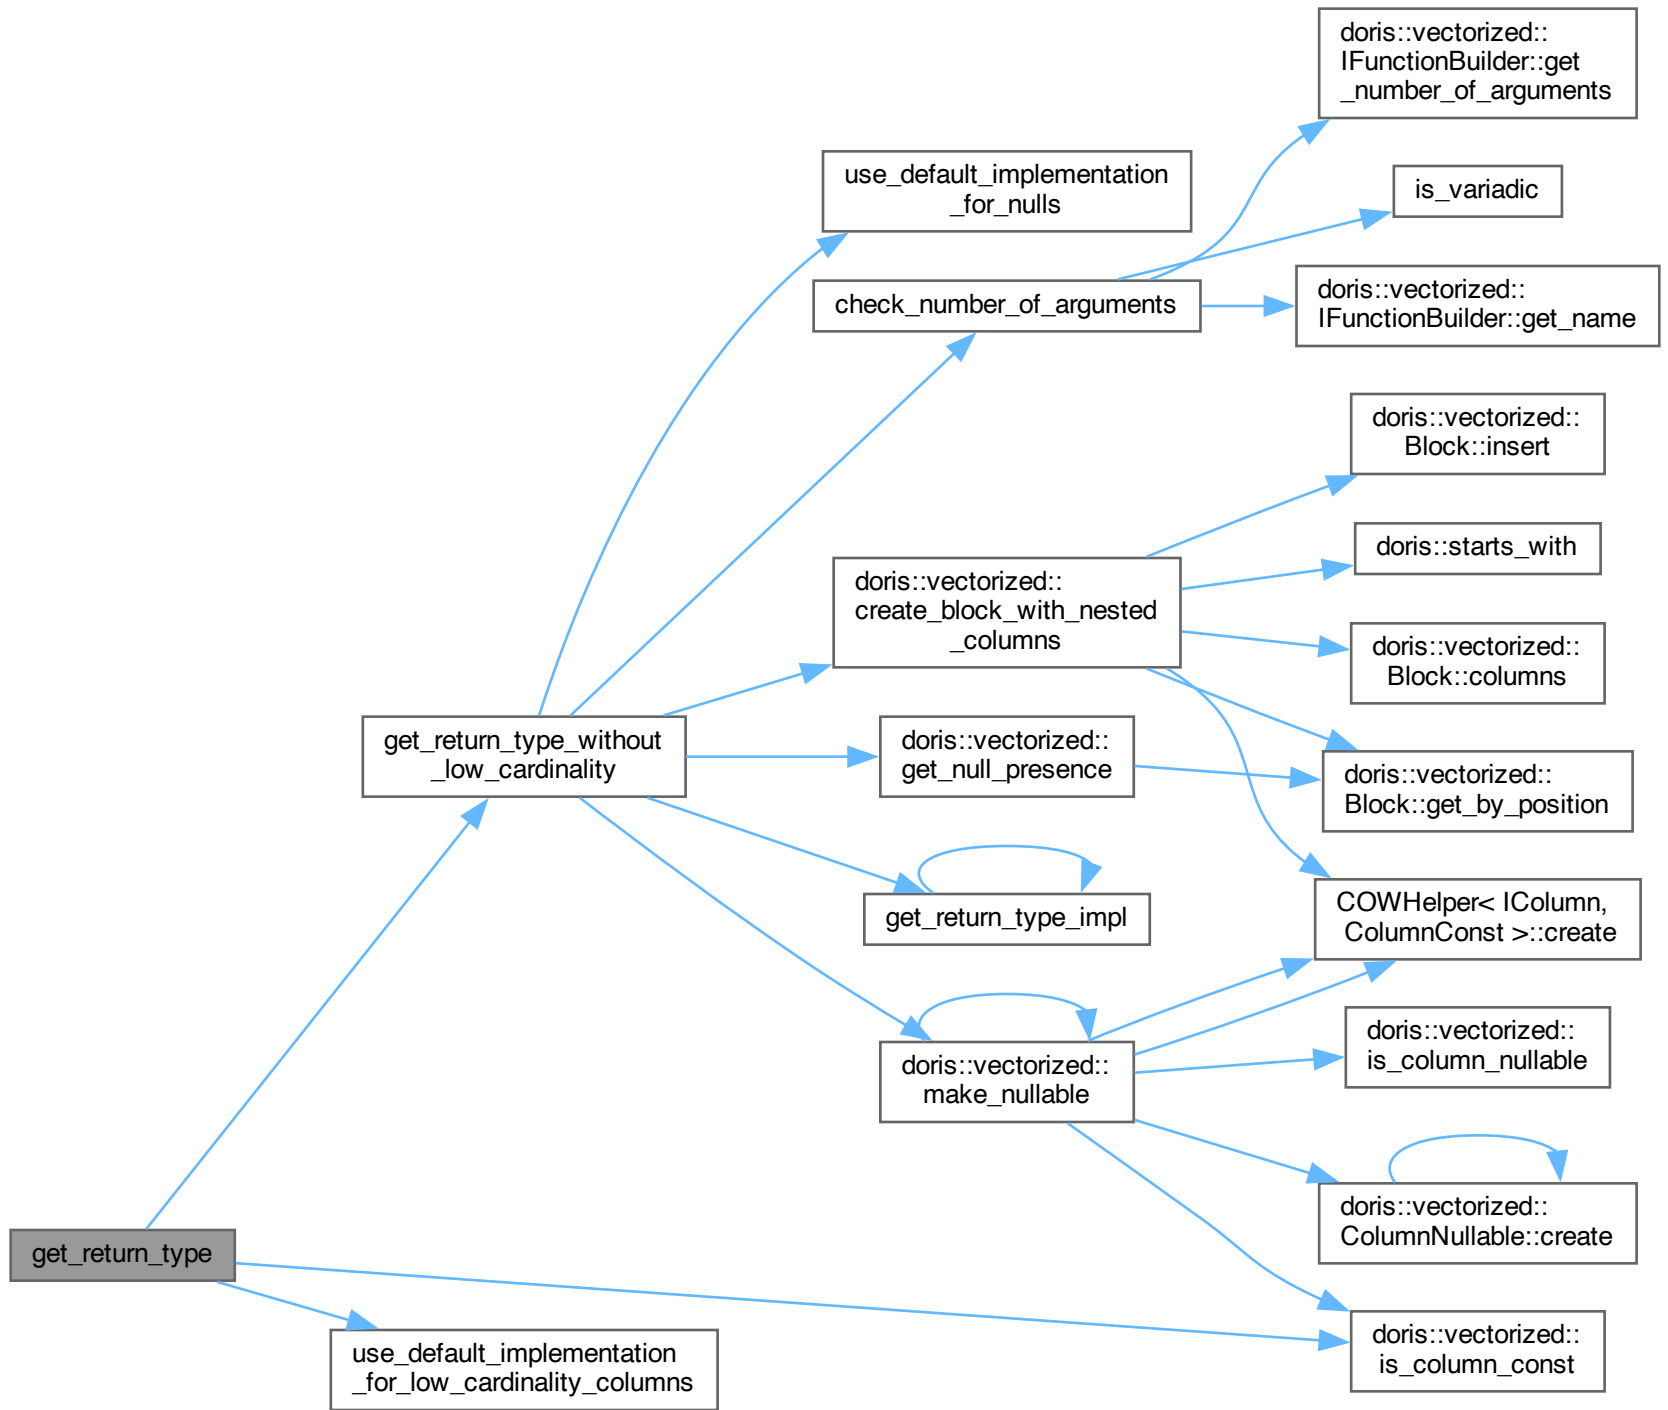 doris::vectorized::
IFunctionBuilder::get
_number_of_arguments
use_default_implementation
_for_nulls
is_variadic
check_number_of_arguments
doris::vectorized::
IFunctionBuilder::get_name
doris::vectorized::
Block::insert
doris::starts_with
doris::vectorized::
create_block_with_nested
_columns
doris::vectorized::
Block::columns
get_return_type_without
_low_cardinality
doris::vectorized::
get_null_presence
doris::vectorized::
Block::get_by_position
get_return_type_impl
COWHelper< IColumn,
ColumnConst >::create
doris::vectorized::
is_column_nullable
doris::vectorized::
make_nullable
doris::vectorized::
ColumnNullable::create
get_return_type
doris::vectorized::
is_column_const
use_default_implementation
_for_low_cardinality_columns